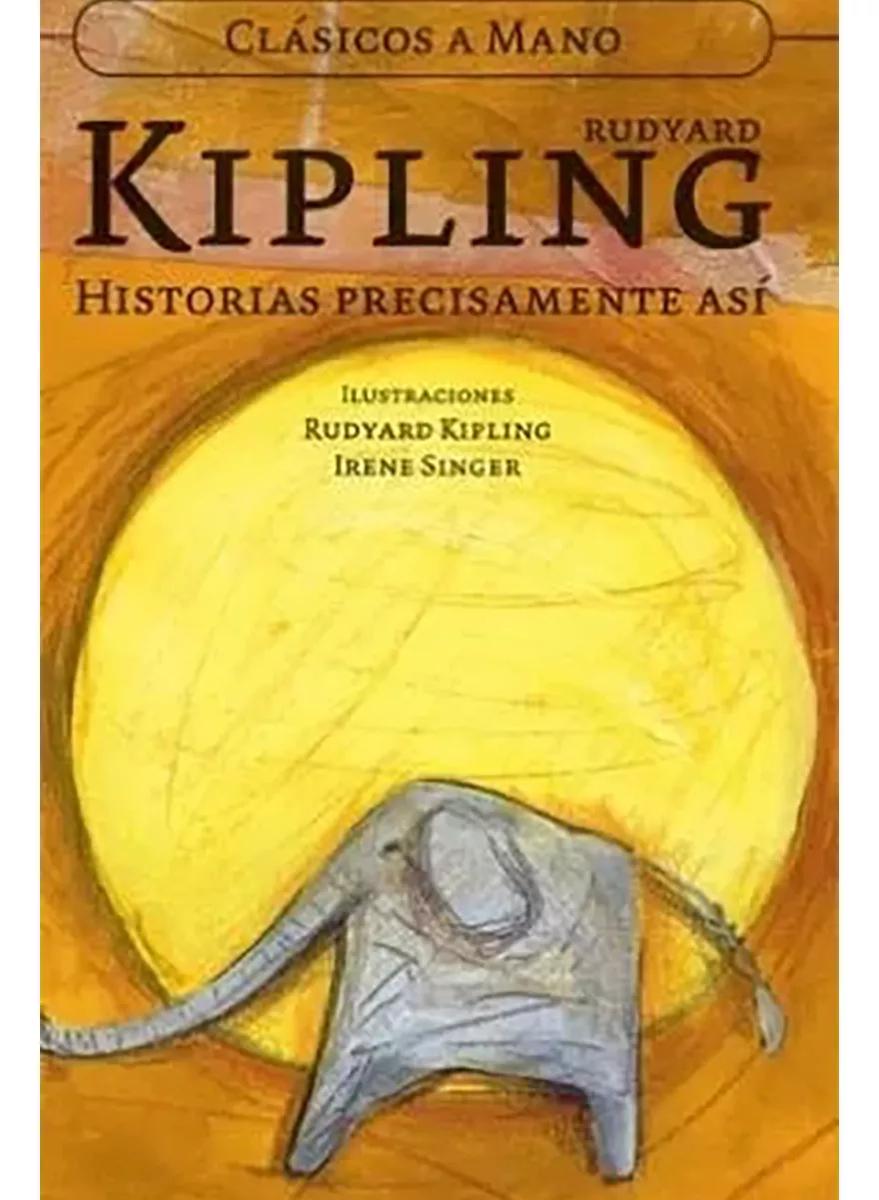 CLÁSICOS A MANO
RUDYARD
KIPLING
HISTORIAS PRECISAMENTE ASÍ
ILUSTRACIONES
RUDYARD KIPLING
IRENE SINGER